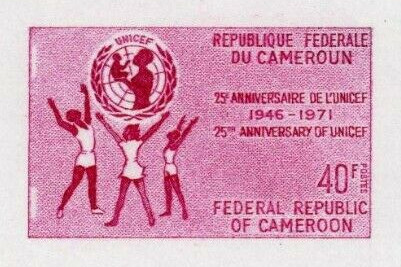 UNICEF
REPUBLIQUE FEDERALE
DU CAMEROUN
25E ANNIVERSAIRE DE L'UNICEF
1946-1971
25TH ANNIVERSARY OF UNICEF
40F
POSTES
FEDERAL REPUBLIC
OF CAMEROON